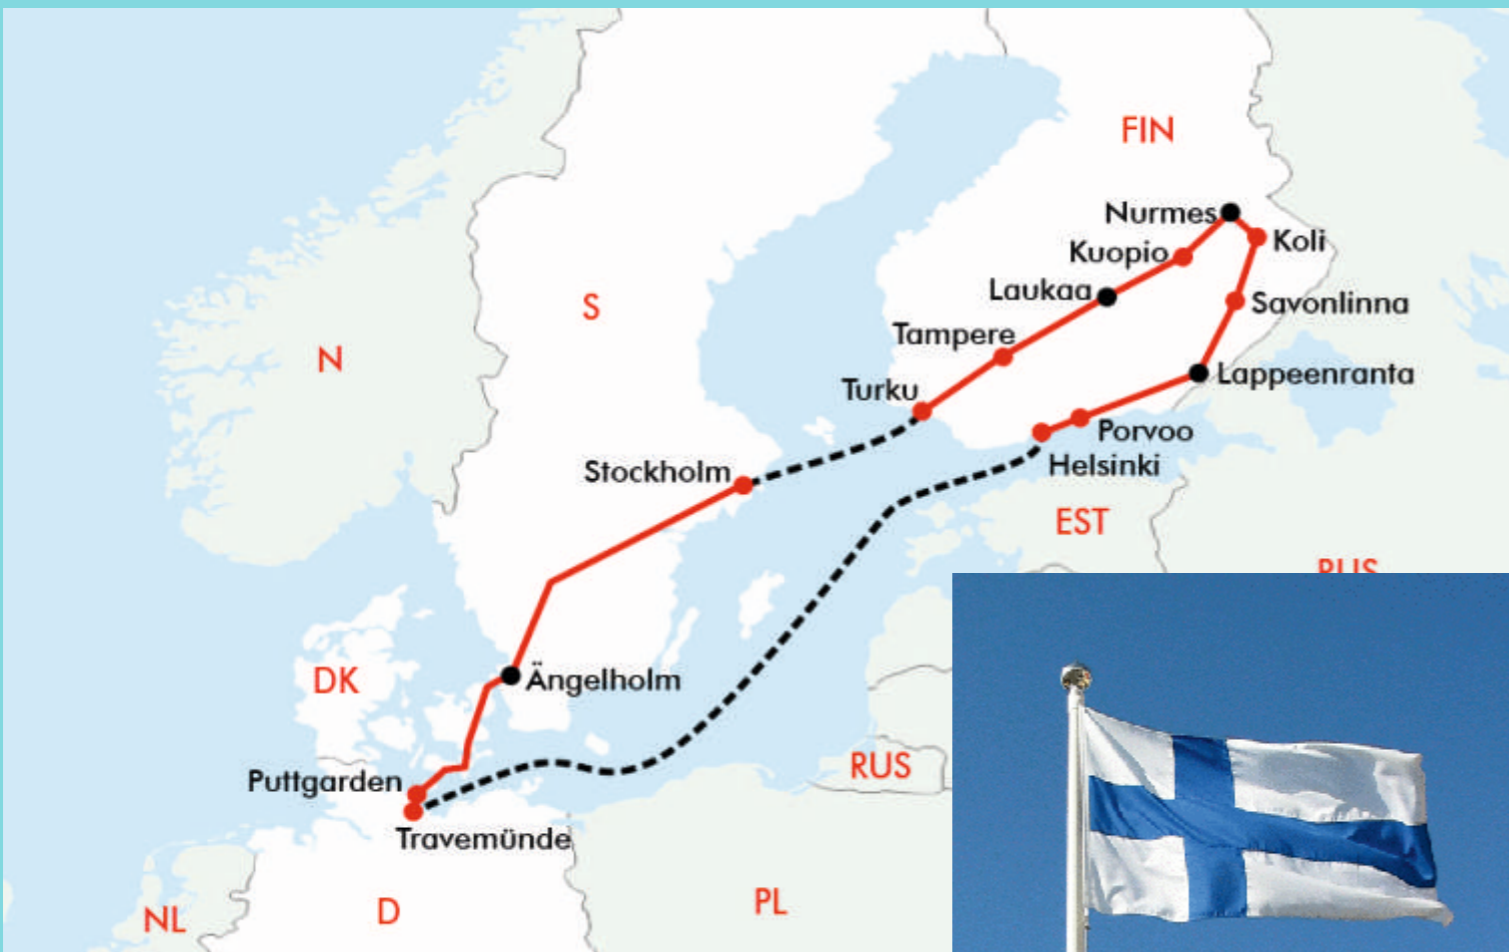 FIN
Nurmes
Koli
Kuopio
Laukaa
S
Savonlinna
Tampere
N
Lappeenranta
Turku
Porvoo
Helsinki
Stockholm
EST
RUS
DK
Ängelholm
RUS
Puttgarden
Travemünde
NL
D
PL